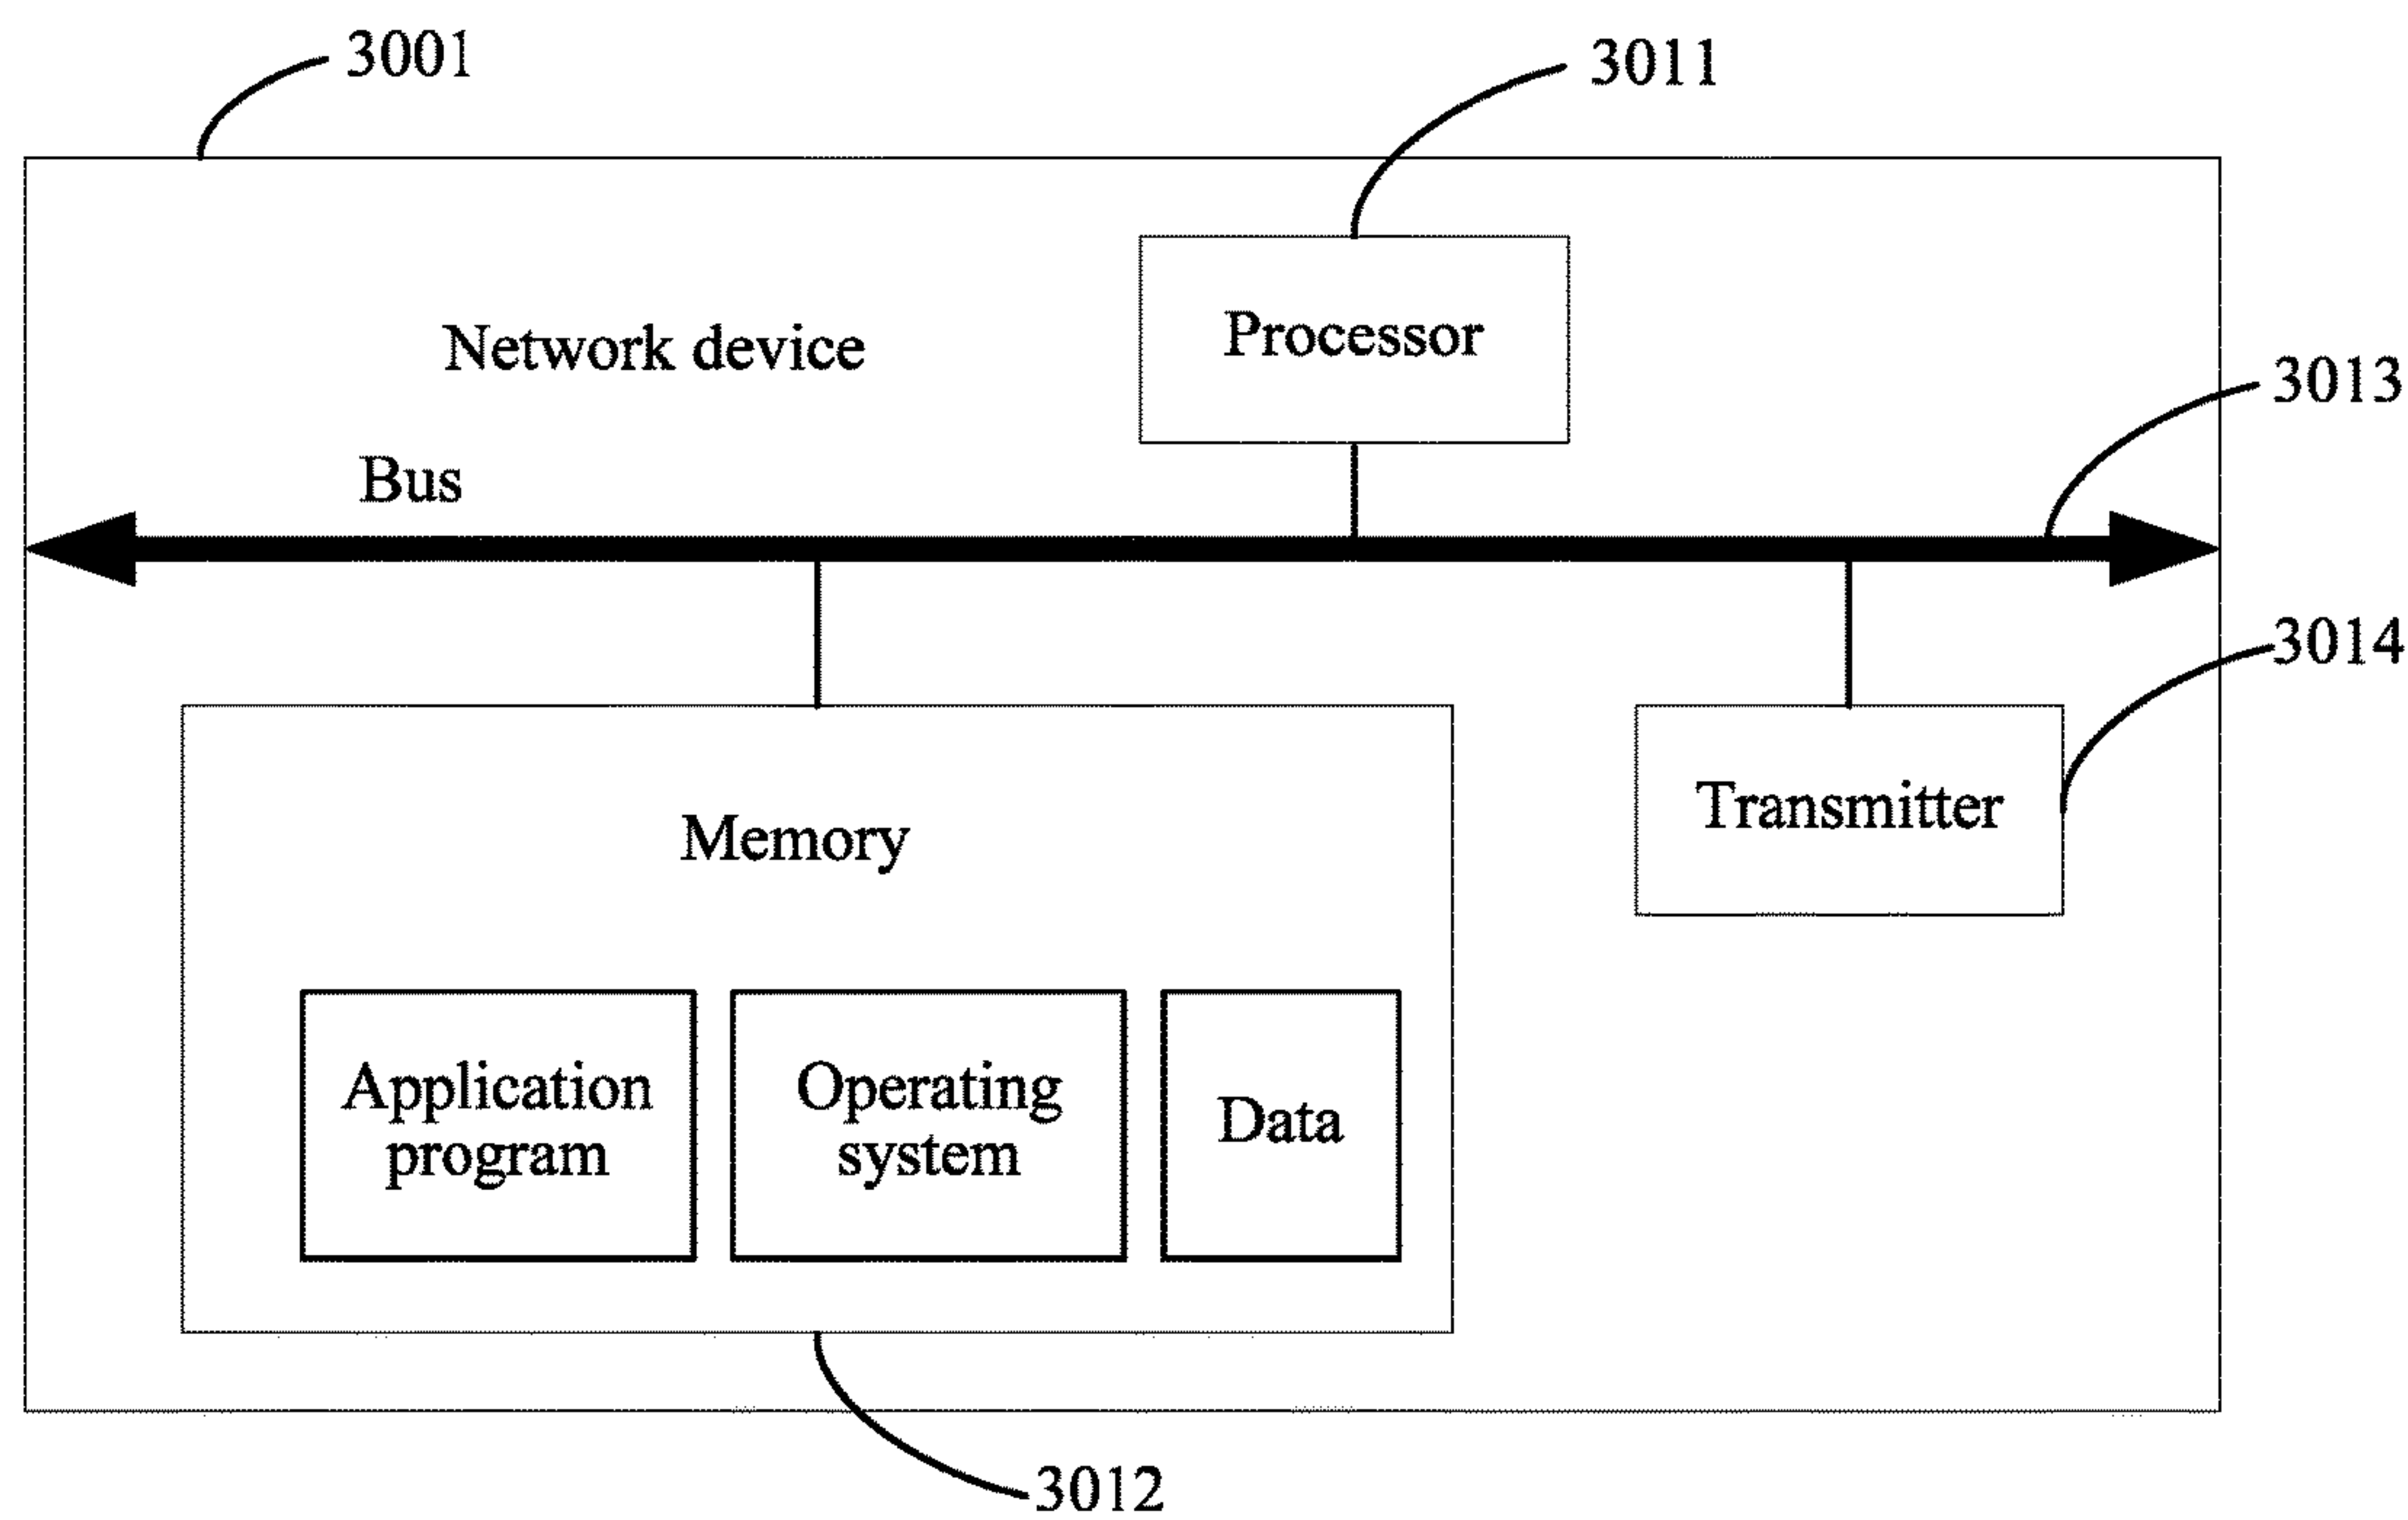 3001
3011
Network device
Processor
3013
Bus
3014
Memory
Transmitter
Application
program
Operating
system
Data
3012